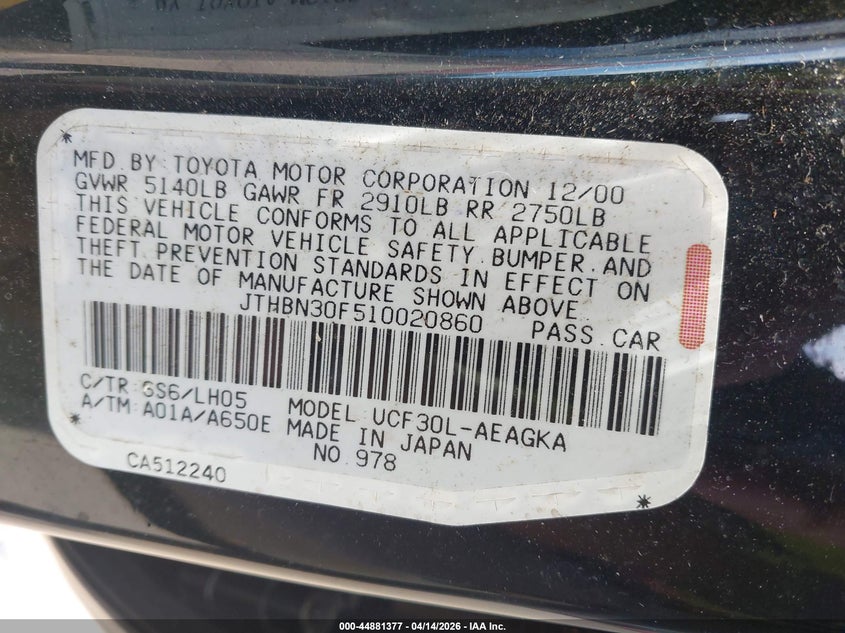 MFD.BY TOYOTA MOTOR CORPORATION 12/00
GVWR 5140LB GAWR FR 2910LB RR 2750LB
THIS VEHICLE CONFORMS TO ALL APPLICABLE
FEDERAL MOTOR VEHICLE SAFETY,BUMPER,AND
THEFT PREVENTION STANDARDS IN EFFECT ON
THE DATE OF MANUFACTURE SHOWN ABOVE.
JTHBN30F510020860 PASS.CAR
C/TR:GS6/LH05 MODEL:UCF30L-AEAGKA
A/TM:A01A/A650E MADE IN JAPAN
NO.978
CA512240
000-44881377 - 04/14/2026 - IAA Inc.